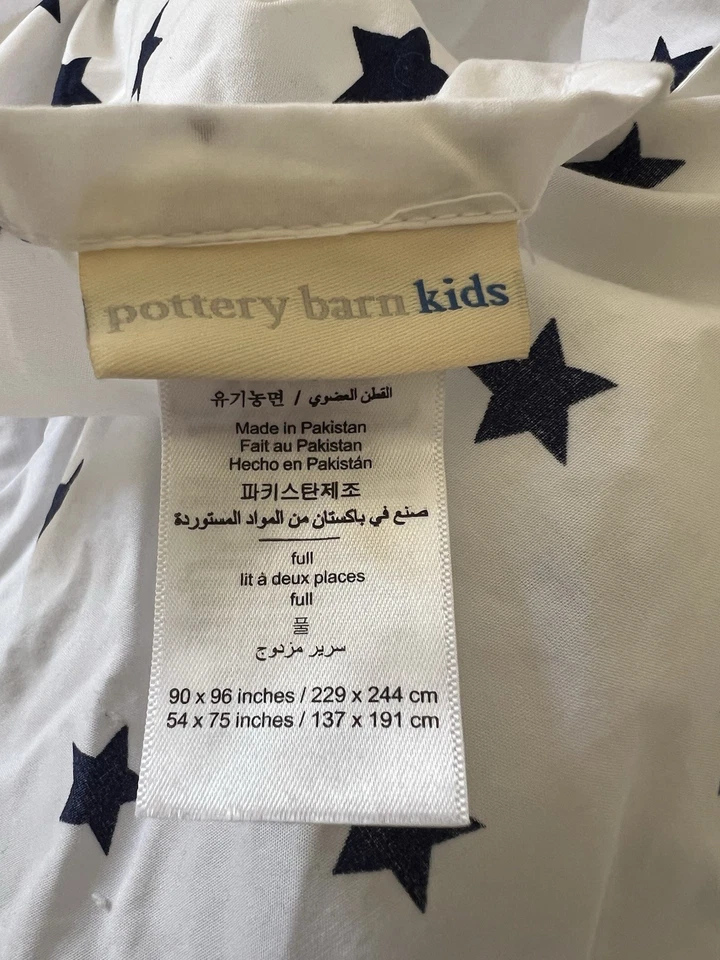 pottery barn kids
유기농면 / القطن العضوي
Made in Pakistan
Fait au Pakistan
Hecho en Pakistán
파키스탄제조
صنع في باكستان من المواد المستوردة
full
lit à deux places
full
풀
سرير مزدوج
90 x 96 inches / 229 x 244 cm
54 x 75 inches / 137 x 191 cm